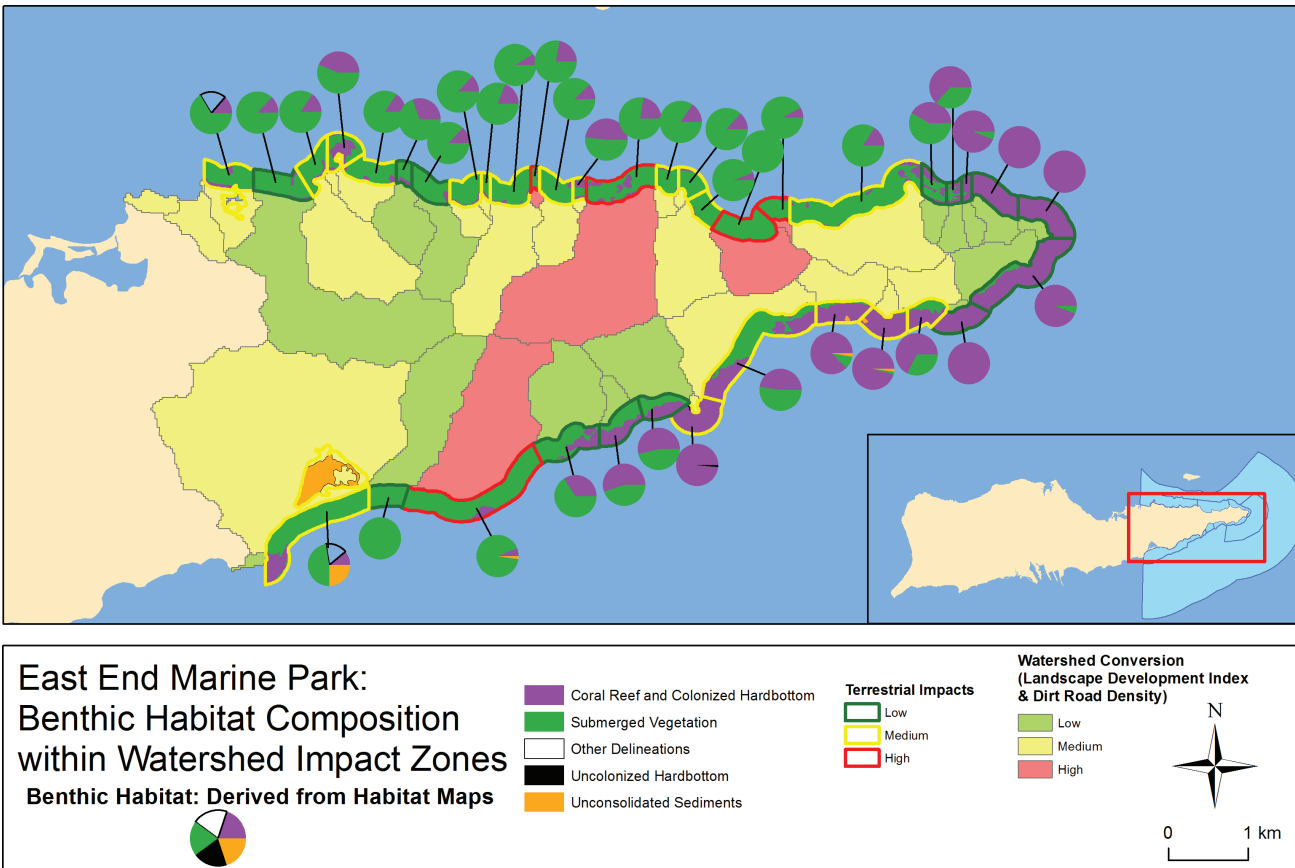 East End Marine Park:
Benthic Habitat Composition
within Watershed Impact Zones
Benthic Habitat: Derived from Habitat Maps
Coral Reef and Colonized Hardbottom
Submerged Vegetation
Other Delineations
Uncolonized Hardbottom
Unconsolidated Sediments
Terrestrial Impacts
Low
Medium
High
Watershed Conversion
(Landscape Development Index
& Dirt Road Density)
Low
Medium
High
N
0 1 km